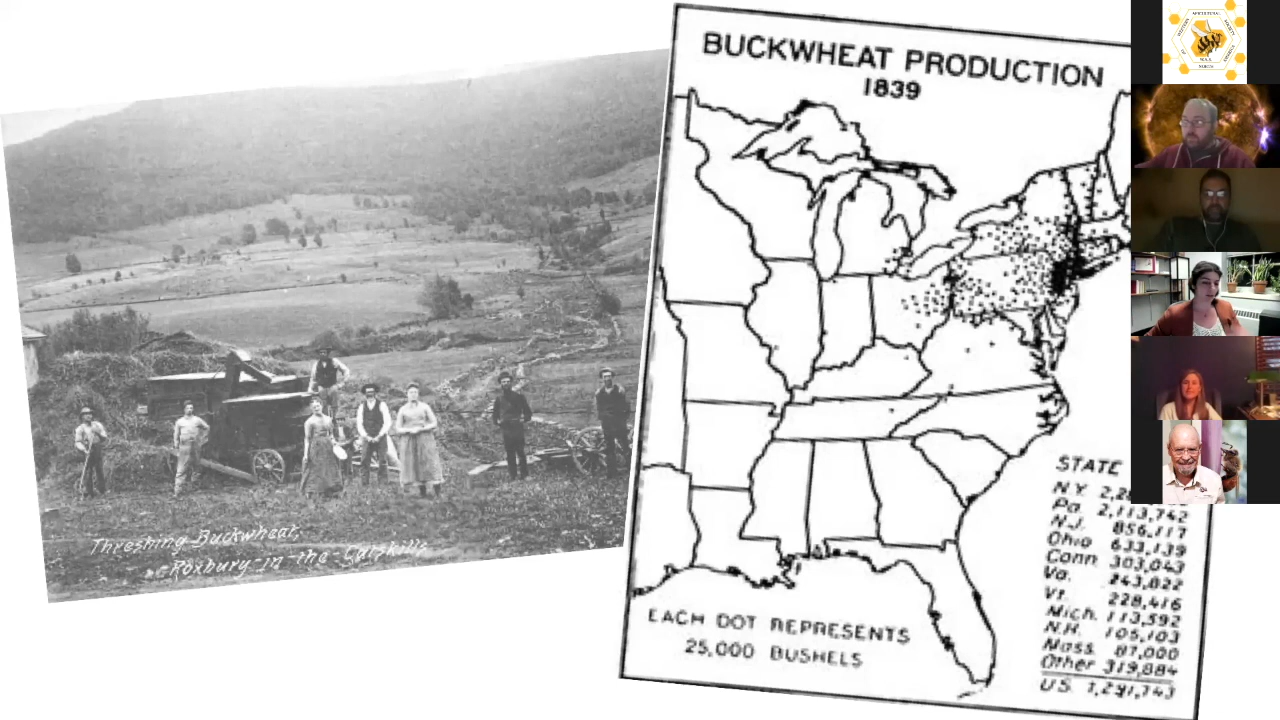 Threshing Buckwheat,
Roxbury-in-the-Catskills
BUCKWHEAT PRODUCTION
1839
STATE
N.Y. 2,2
Pa. 2,113,742
N.J. 856,117
Ohio 633,139
Conn 303,043
Va. 243,822
Vt. 228,416
Mich. 113,592
N.H. 105,103
Mass. 87,000
Other 319,884
U.S. 7,291,743
EACH DOT REPRESENTS
25,000 BUSHELS